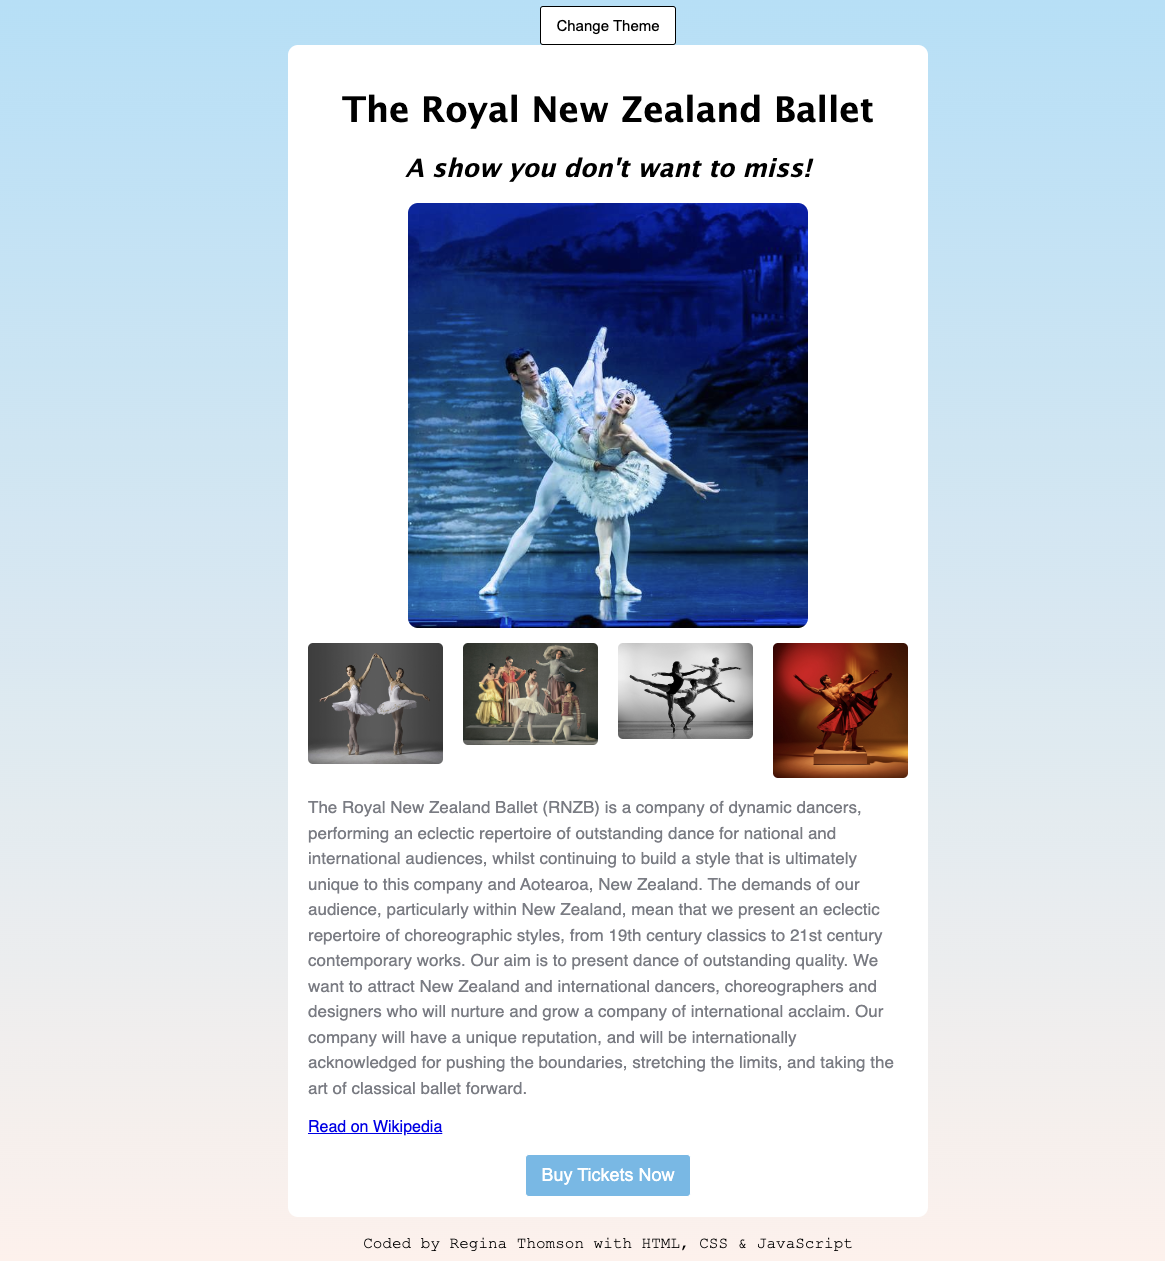 Change Theme
The Royal New Zealand Ballet
A show you don't want to miss!
The Royal New Zealand Ballet (RNZB) is a company of dynamic dancers,
performing an eclectic repertoire of outstanding dance for national and
international audiences, whilst continuing to build a style that is ultimately
unique to this company and Aotearoa, New Zealand. The demands of our
audience, particularly within New Zealand, mean that we present an eclectic
repertoire of choreographic styles, from 19th century classics to 21st century
contemporary works. Our aim is to present dance of outstanding quality. We
want to attract New Zealand and international dancers, choreographers and
designers who will nurture and grow a company of international acclaim. Our
company will have a unique reputation, and will be internationally
acknowledged for pushing the boundaries, stretching the limits, and taking the
art of classical ballet forward.
Read on Wikipedia
Buy Tickets Now
Coded by Regina Thomson with HTML, CSS & JavaScript